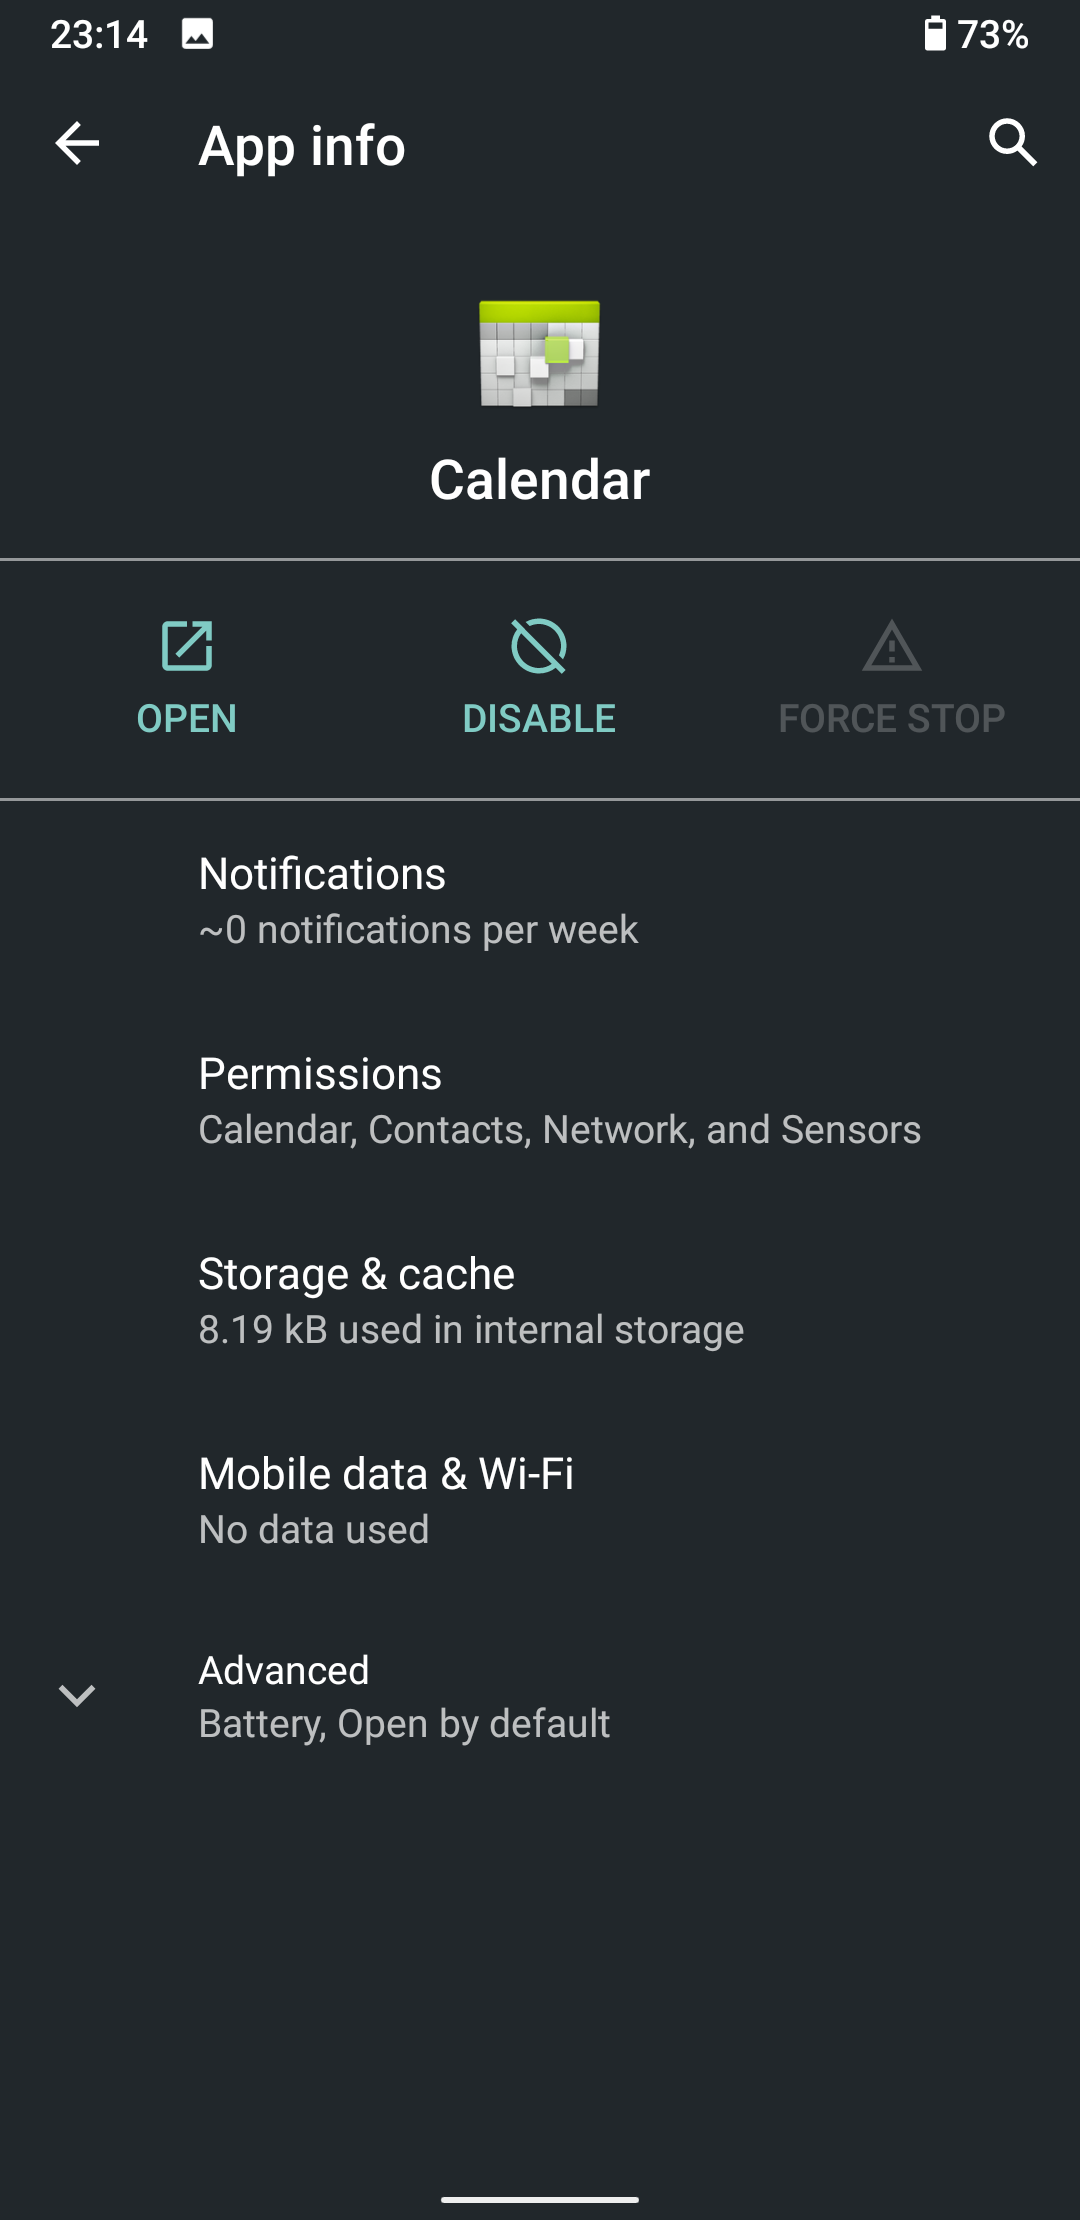 23:14
73%
App info
Calendar
OPEN
DISABLE
FORCE STOP
Notifications
~0 notifications per week
Permissions
Calendar, Contacts, Network, and Sensors
Storage & cache
8.19 kB used in internal storage
Mobile data & Wi-Fi
No data used
Advanced
Battery, Open by default